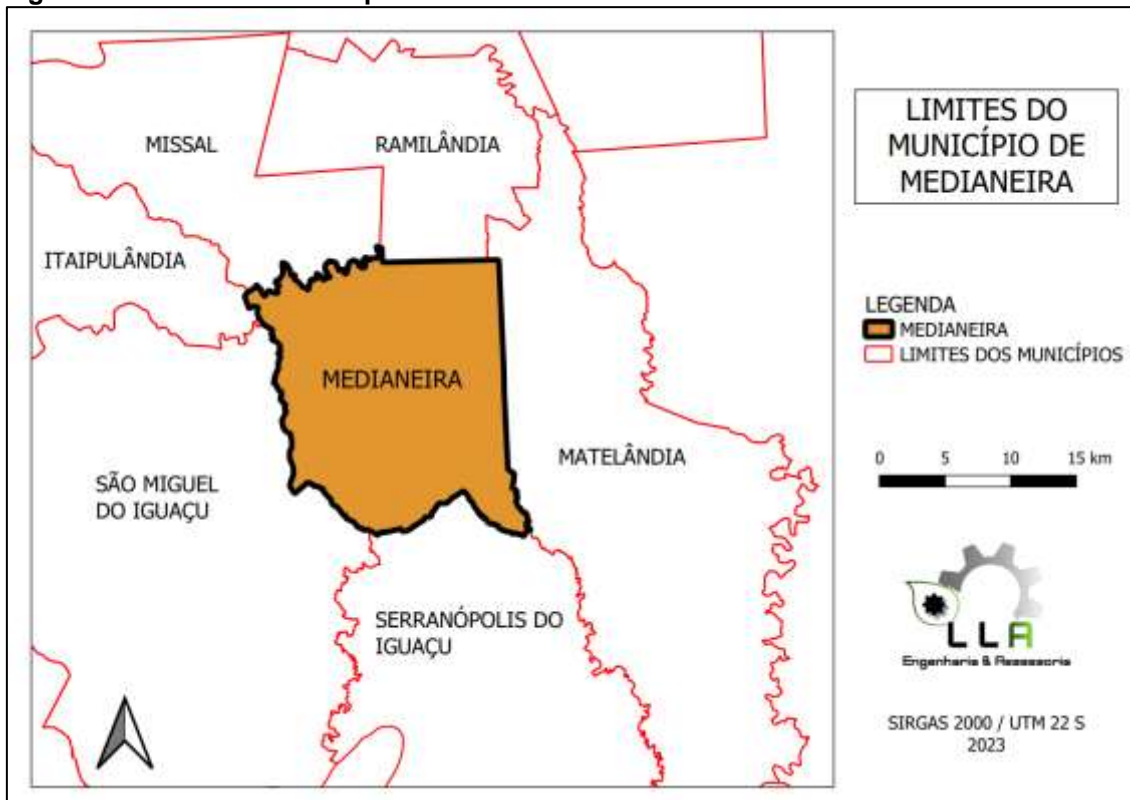 MISSAL
RAMILÂNDIA
ITAIPULÂNDIA
MEDIANEIRA
MATELÂNDIA
SÃO MIGUEL
DO IGUAÇU
SERRANÓPOLIS DO
IGUAÇU
LIMITES DO
MUNICÍPIO DE
MEDIANEIRA
LEGENDA
MEDIANEIRA
LIMITES DOS MUNICÍPIOS
0 5 10 15 km
LLA
Engenharia & Assessoria
SIRGAS 2000 / UTM 22 S
2023